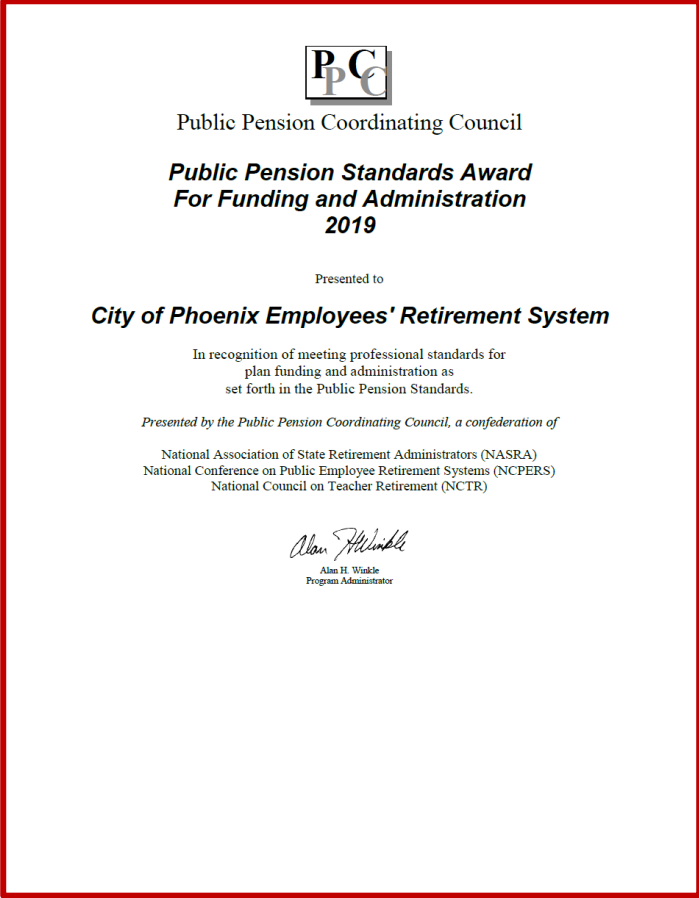 PPCC
Public Pension Coordinating Council
Public Pension Standards Award
For Funding and Administration
2019
Presented to
City of Phoenix Employees' Retirement System
In recognition of meeting professional standards for
plan funding and administration as
set forth in the Public Pension Standards.
Presented by the Public Pension Coordinating Council, a confederation of
National Association of State Retirement Administrators (NASRA)
National Conference on Public Employee Retirement Systems (NCPERS)
National Council on Teacher Retirement (NCTR)
Alan H Winkle
Alan H. Winkle
Program Administrator